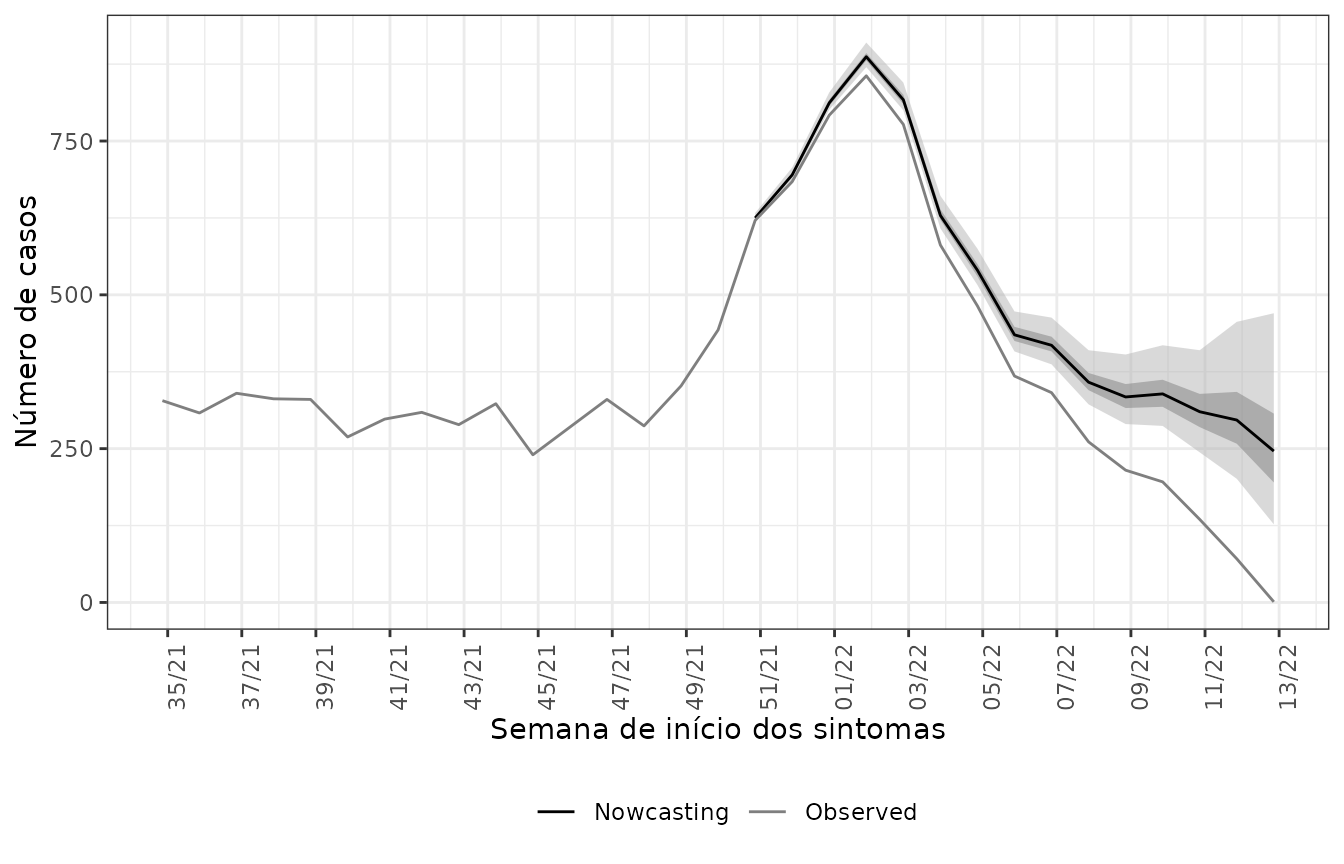 Número de casos
750
500
250
0
35/21 37/21 39/21 41/21 43/21 45/21 47/21 49/21 51/21 01/22 03/22 05/22 07/22 09/22 11/22 13/22
Semana de início dos sintomas
Nowcasting Observed